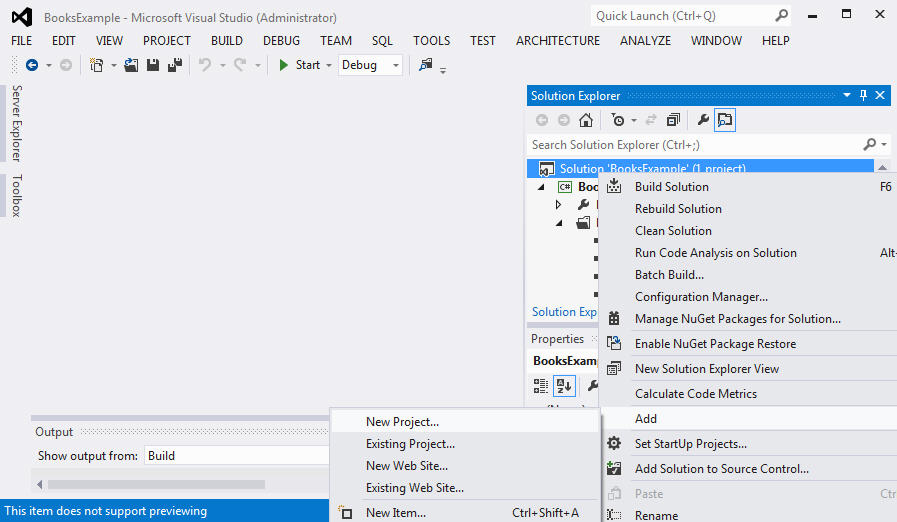 BooksExample - Microsoft Visual Studio (Administrator)
Quick Launch (Ctrl+Q)
FILE EDIT VIEW PROJECT BUILD DEBUG TEAM SQL TOOLS TEST ARCHITECTURE ANALYZE WINDOW HELP
Start Debug
Server Explorer
Toolbox
Solution Explorer
Search Solution Explorer (Ctrl+;)
Solution 'BooksExample' (1 project)
C# Boo
Solution Exp
Properties
BooksExam
Build Solution F6
Rebuild Solution
Clean Solution
Run Code Analysis on Solution Alt+
Batch Build...
Configuration Manager...
Manage NuGet Packages for Solution...
Enable NuGet Package Restore
New Solution Explorer View
Calculate Code Metrics
Add
Set StartUp Projects...
Add Solution to Source Control...
Paste Ctrl
Rename
New Project...
Existing Project...
New Web Site...
Existing Web Site...
New Item... Ctrl+Shift+A
Output
Show output from: Build
This item does not support previewing